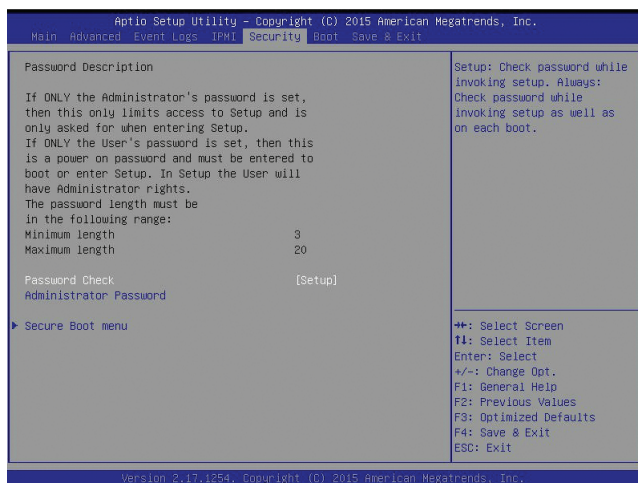 Aptio Setup Utility – Copyright (C) 2015 American Megatrends, Inc.
Main Advanced Event Logs IPMI Security Boot Save & Exit
Password Description
If ONLY the Administrator's password is set,
then this only limits access to Setup and is
only asked for when entering Setup.
If ONLY the User's password is set, then this
is a power on password and must be entered to
boot or enter Setup. In Setup the User will
have Administrator rights.
The password length must be
in the following range:
Minimum length 3
Maximum length 20
Password Check [Setup]
Administrator Password
Secure Boot menu
Setup: Check password while
invoking setup. Always:
Check password while
invoking setup as well as
on each boot.
→←: Select Screen
↑↓: Select Item
Enter: Select
+/-: Change Opt.
F1: General Help
F2: Previous Values
F3: Optimized Defaults
F4: Save & Exit
ESC: Exit
Version 2.17.1254. Copyright (C) 2015 American Megatrends, Inc.